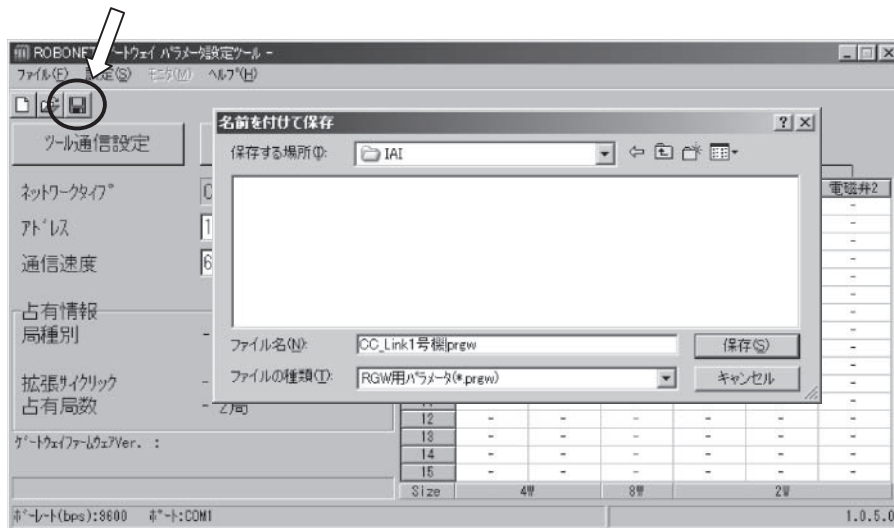 ROBONET ゲートウェイ パラメータ設定ツール -
ファイル(F) 設定(S) モニタ(M) ヘルプ(H)
ツール通信設定
ネットワークタイプ
アドレス
通信速度
占有情報
局種別 -
拡張サイクリック -
占有局数 - 2局
ゲートウェイファームウェアVer. :
ボーレート(bps):9600 ポート:COM1
名前を付けて保存
保存する場所(I): IAI
ファイル名(N): CC_Link1号機.prgw 保存(S)
ファイルの種類(T): RGW用パラメータ(*.prgw) キャンセル
電磁弁2
12 - - - - - -
13 - - - - - -
14 - - - - - -
15 - - - - - -
Size 4W 8W 2W
1.0.5.0